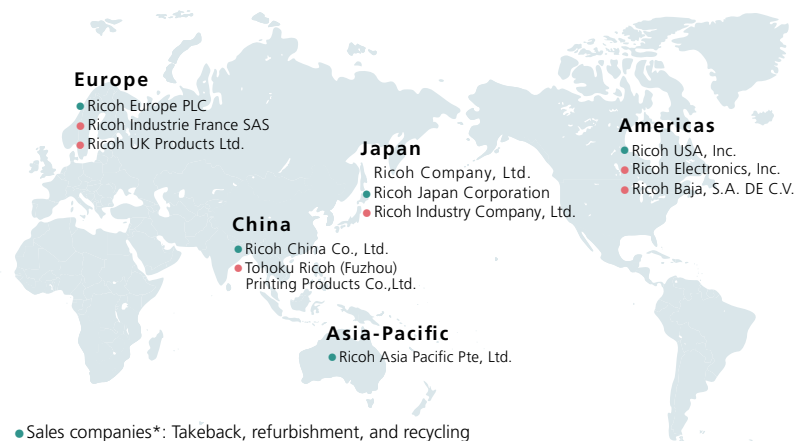 Europe
● Ricoh Europe PLC
● Ricoh Industrie France SAS
● Ricoh UK Products Ltd.
Japan
Ricoh Company, Ltd.
● Ricoh Japan Corporation
● Ricoh Industry Company, Ltd.
Americas
● Ricoh USA, Inc.
● Ricoh Electronics, Inc.
● Ricoh Baja, S.A. DE C.V.
China
● Ricoh China Co., Ltd.
● Tohoku Ricoh (Fuzhou)
Printing Products Co.,Ltd.
Asia-Pacific
● Ricoh Asia Pacific Pte, Ltd.
● Sales companies*: Takeback, refurbishment, and recycling